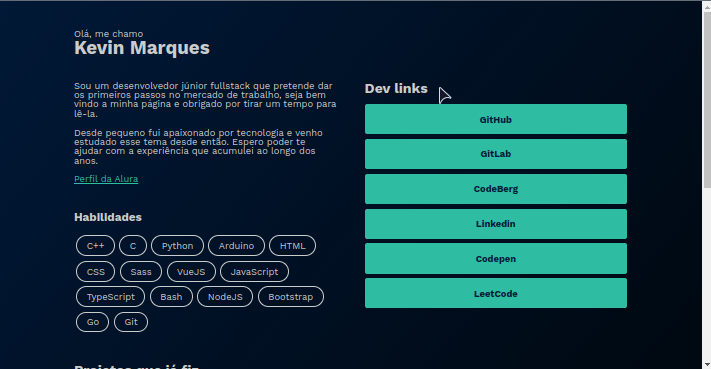 Olá, me chamo
Kevin Marques
Sou um desenvolvedor júnior fullstack que pretende dar
os primeiros passos no mercado de trabalho, seja bem
vindo a minha página e obrigado por tirar um tempo para
lê-la.
Desde pequeno fui apaixonado por tecnologia e venho
estudado esse tema desde então. Espero poder te
ajudar com a experiência que acumulei ao longo dos
anos.
Perfil da Alura
Habilidades
C++ C Python Arduino HTML
CSS Sass VueJS JavaScript
TypeScript Bash NodeJS Bootstrap
Go Git
Projetos que já fiz
Dev links
GitHub
GitLab
CodeBerg
Linkedin
Codepen
LeetCode